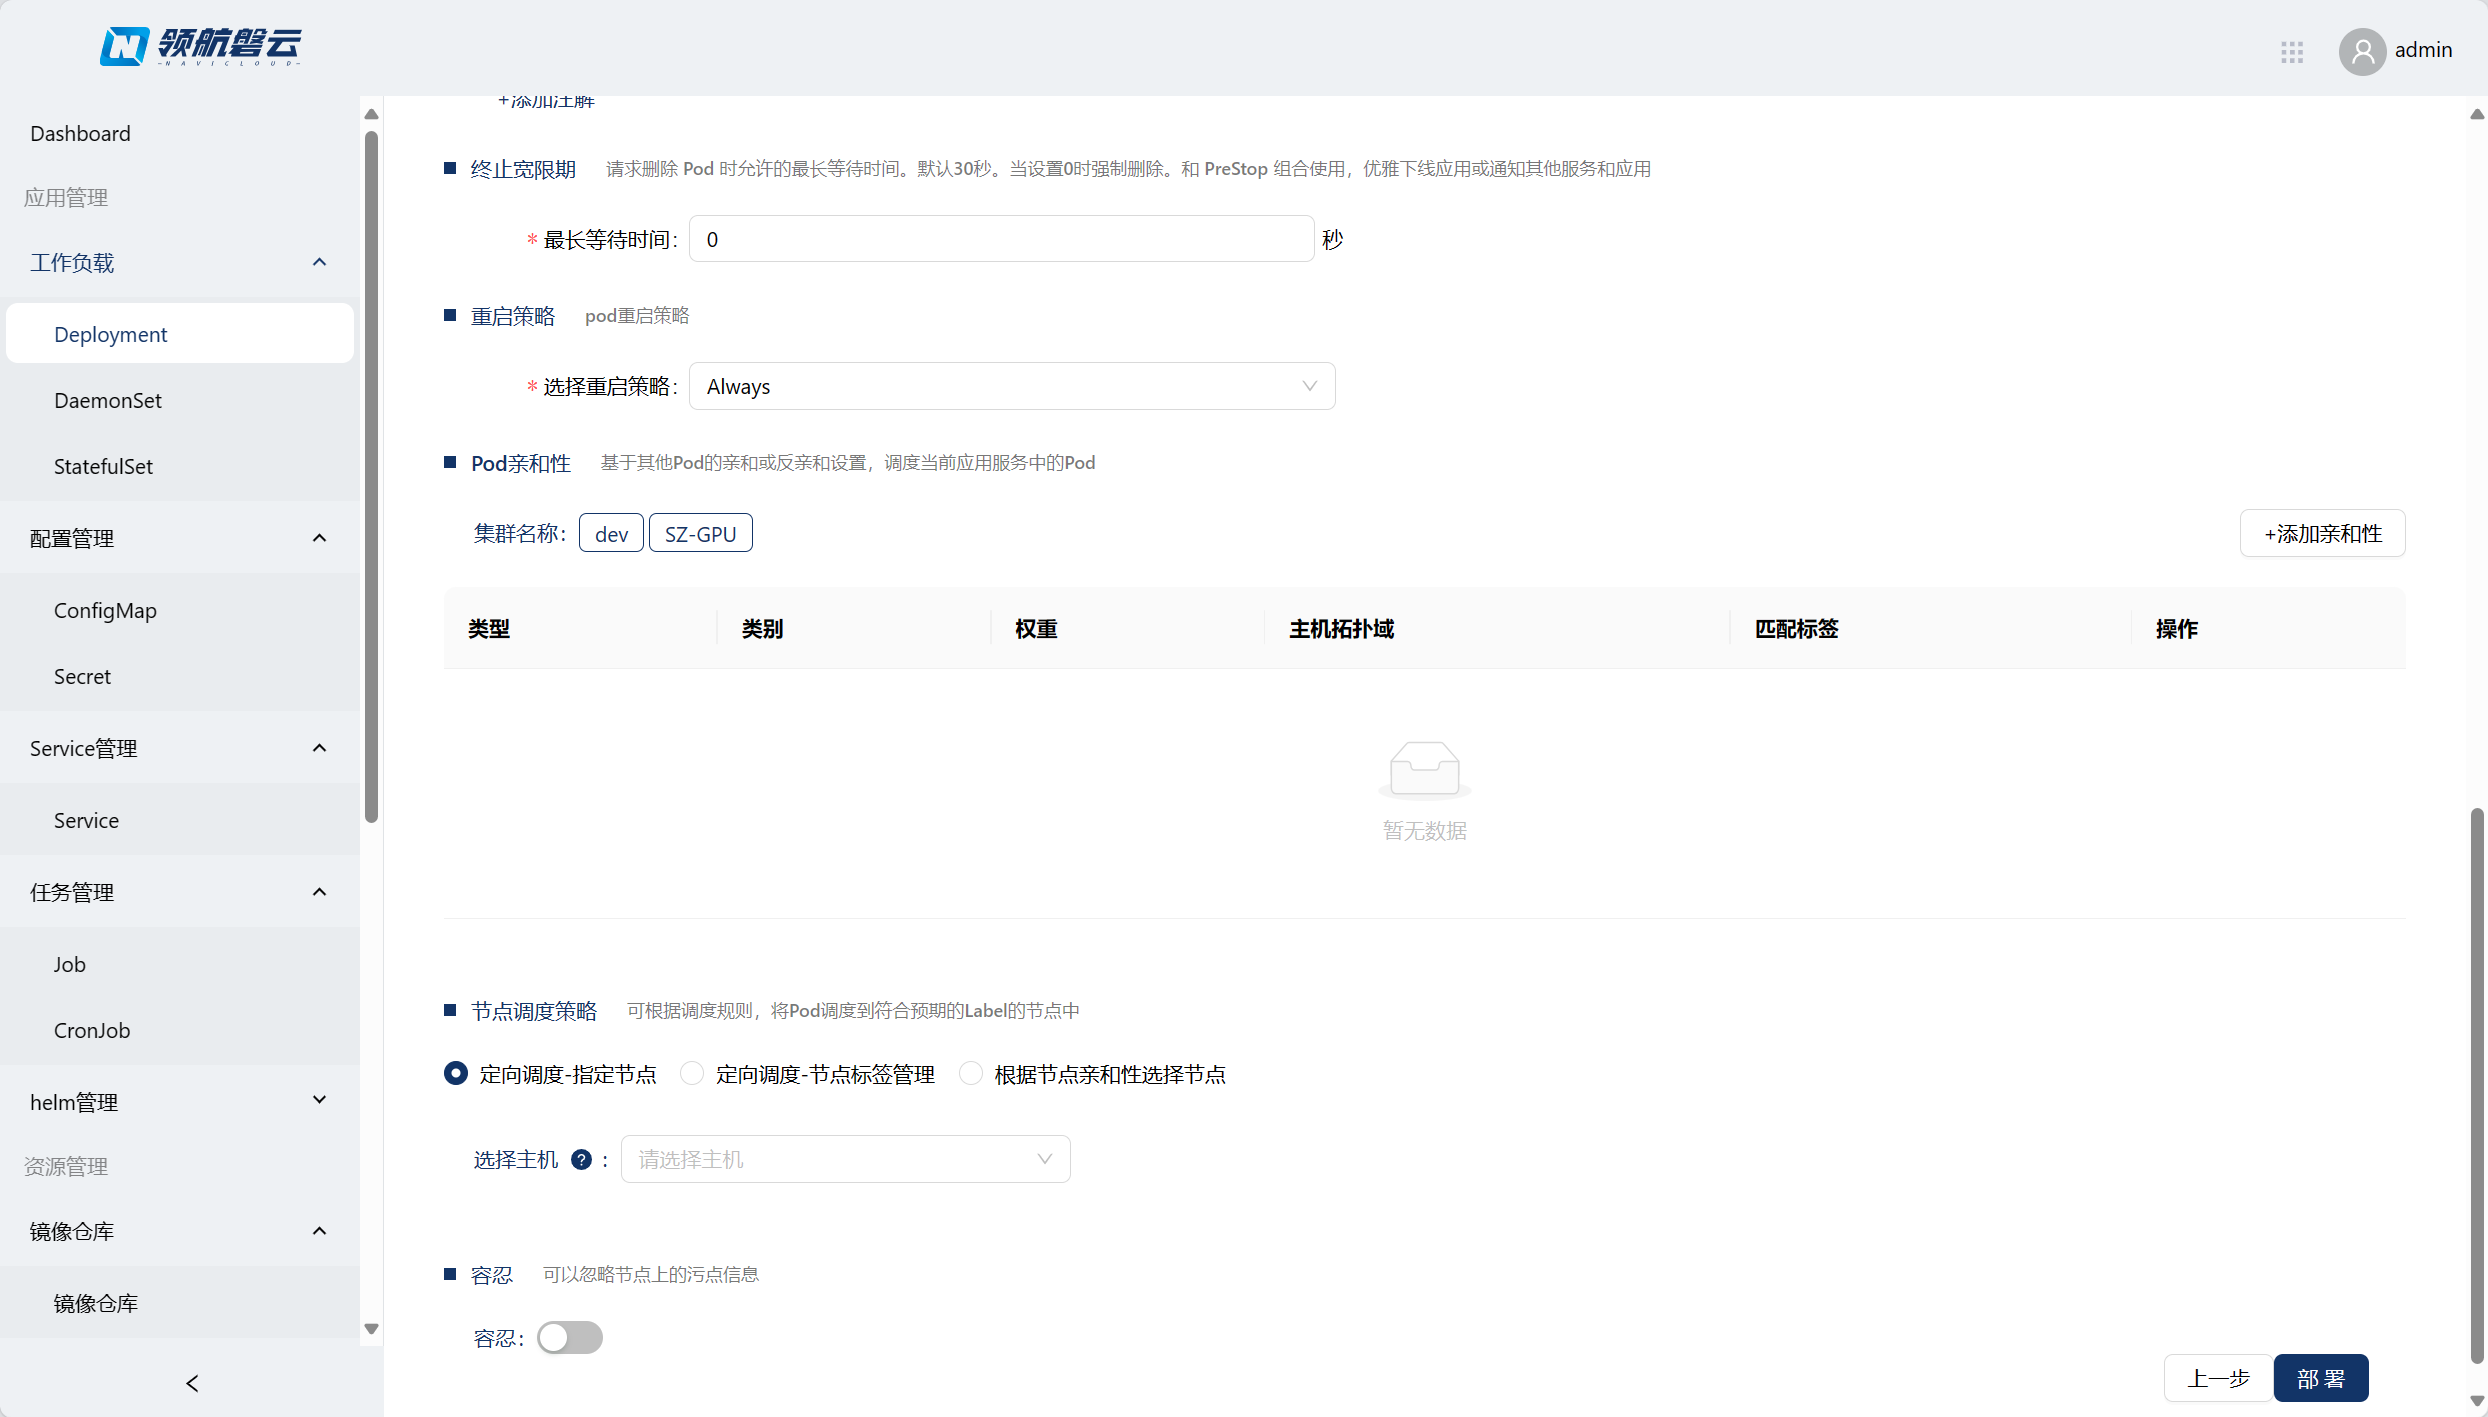 领航磐云
NAVICLOUD
admin
Dashboard
应用管理
工作负载
Deployment
DaemonSet
StatefulSet
配置管理
ConfigMap
Secret
Service管理
Service
任务管理
Job
CronJob
helm管理
资源管理
镜像仓库
镜像仓库
+添加注解
终止宽限期 请求删除 Pod 时允许的最长等待时间。默认30秒。当设置0时强制删除。和 PreStop 组合使用，优雅下线应用或通知其他服务和应用
* 最长等待时间: 0 秒
重启策略 pod重启策略
* 选择重启策略: Always
Pod亲和性 基于其他Pod的亲和或反亲和设置，调度当前应用服务中的Pod
集群名称: dev SZ-GPU +添加亲和性
类型 类别 权重 主机拓扑域 匹配标签 操作
暂无数据
节点调度策略 可根据调度规则，将Pod调度到符合预期的Label的节点中
定向调度-指定节点 定向调度-节点标签管理 根据节点亲和性选择节点
选择主机 ? : 请选择主机
容忍 可以忽略节点上的污点信息
容忍:
上一步 部 署